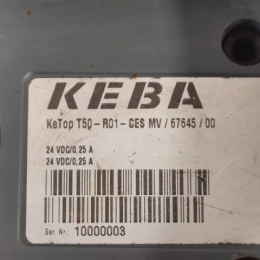 KEBA
KeTop T50 - R01 - CES MV / 67645 / 00
24 VDC/0,25 A
24 VDC/0,25 A
Ser. Nr.: 10000003